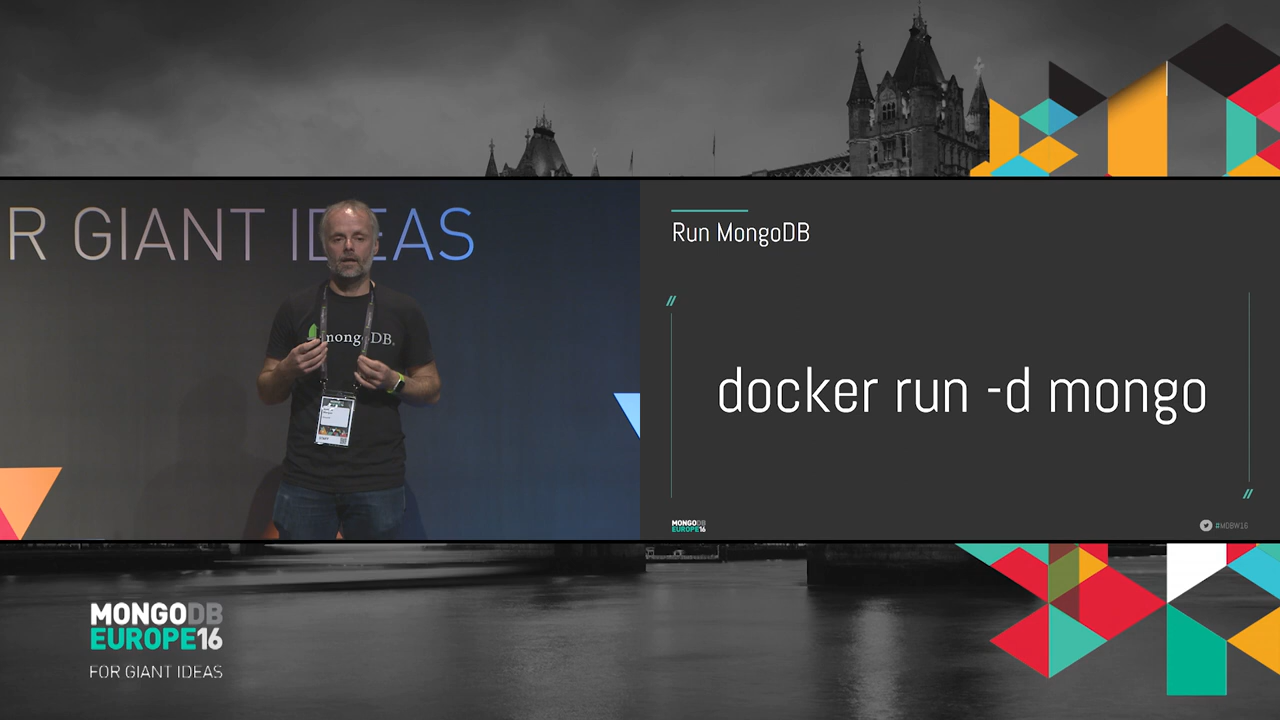 R GIANT IDEAS
mongoDB
Run MongoDB
docker run -d mongo
MONGODB
EUROPE16
#MDBW16
MONGODB
EUROPE16
FOR GIANT IDEAS